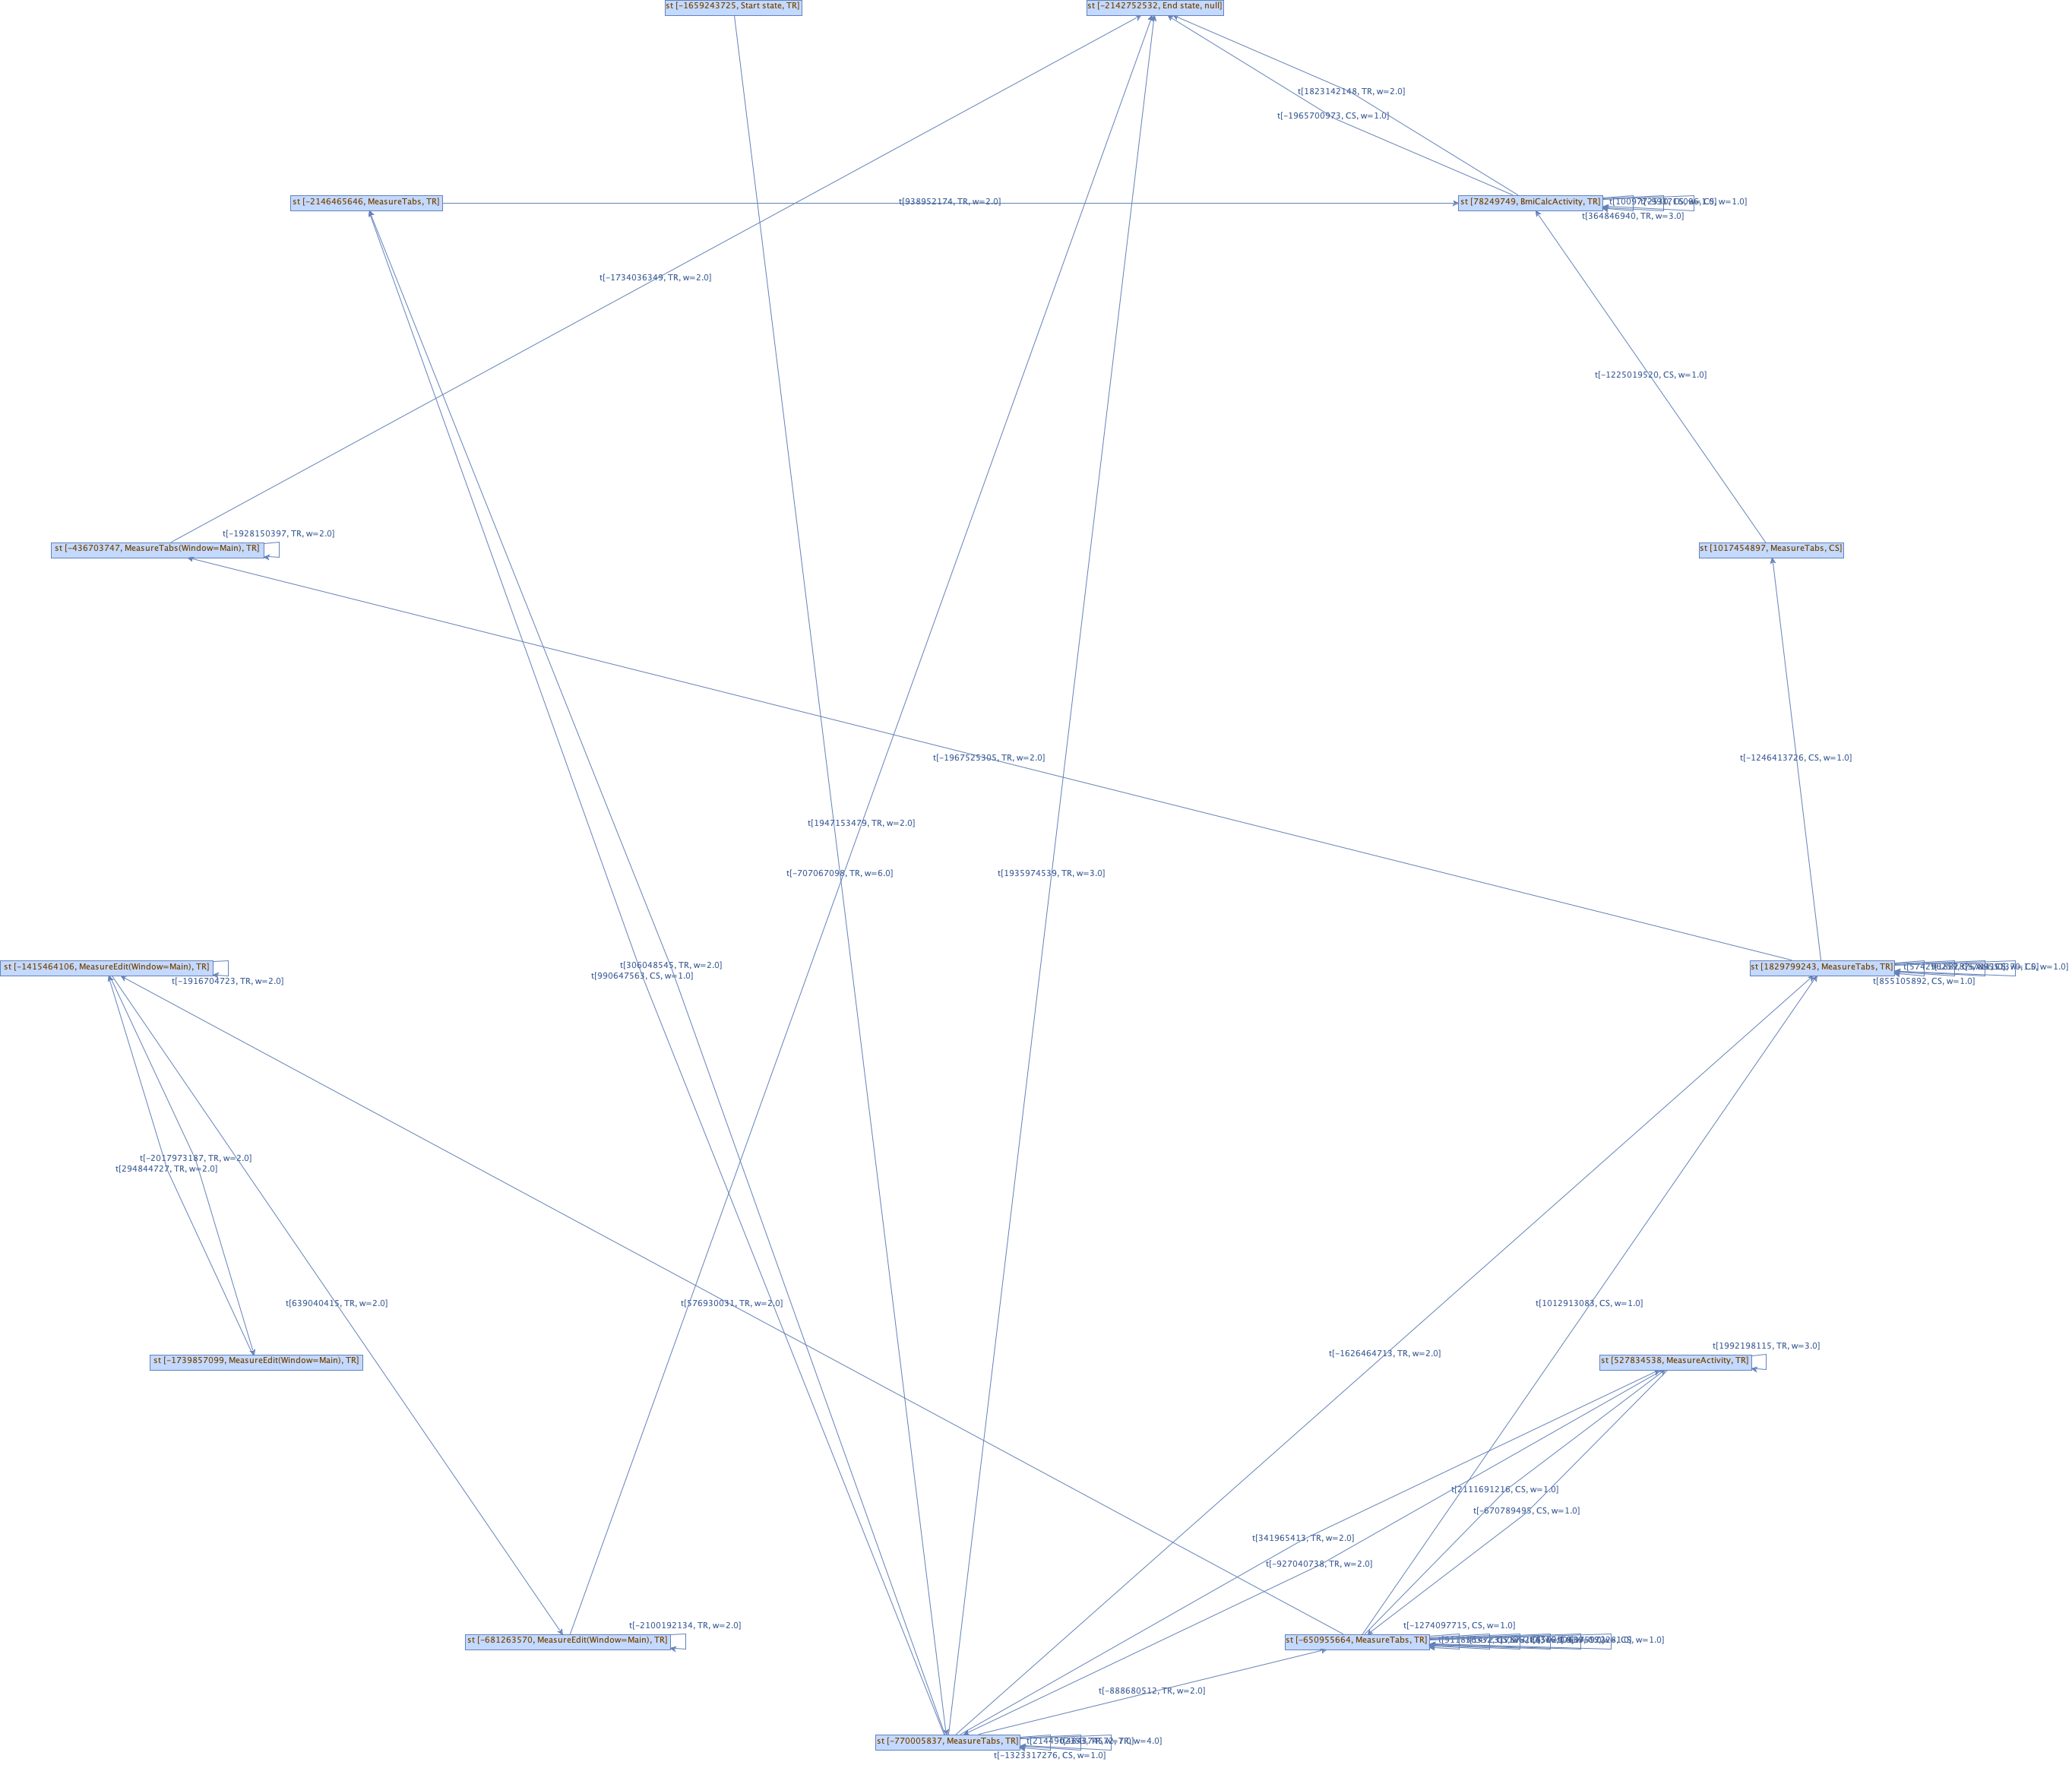 st [-1659243725, Start state, TR]
st [-2142752532, End state, null]
t[1823142148, TR, w=2.0]
t[-1965700973, CS, w=1.0]
st [-2146465646, MeasureTabs, TR]
t[938952174, TR, w=2.0]
st [78249749, BmiCalcActivity, TR]
CS, w=1.0]
t[364846940, TR, w=3.0]
t[-1734036349, TR, w=2.0]
t[-1225019520, CS, w=1.0]
t[-1928150397, TR, w=2.0]
st [-436703747, MeasureTabs(Window=Main), TR]
st [1017454897, MeasureTabs, CS]
t[-1967525305, TR, w=2.0]
t[-1246413726, CS, w=1.0]
t[1947153479, TR, w=2.0]
t[-707067098, TR, w=6.0]
t[1935974539, TR, w=3.0]
t[306048545, TR, w=2.0]
t[990647563, CS, w=1.0]
st [-1415464106, MeasureEdit(Window=Main), TR]
t[-1916704723, TR, w=2.0]
st [1829799243, MeasureTabs, TR]
w=1.0]
t[855105892, CS, w=1.0]
t[-2017973187, TR, w=2.0]
t[294844727, TR, w=2.0]
t[639040415, TR, w=2.0]
t[576930031, TR, w=2.0]
t[1012913083, CS, w=1.0]
t[1992198115, TR, w=3.0]
t[-1626464713, TR, w=2.0]
st [-1739857099, MeasureEdit(Window=Main), TR]
st [527834538, MeasureActivity, TR]
t[2111691216, CS, w=1.0]
t[-670789495, CS, w=1.0]
t[341965413, TR, w=2.0]
t[-927040738, TR, w=2.0]
t[-2100192134, TR, w=2.0]
t[-1274097715, CS, w=1.0]
st [-681263570, MeasureEdit(Window=Main), TR]
st [-650955664, MeasureTabs, TR]
w=1.0]
t[-888680512, TR, w=2.0]
st [-770005837, MeasureTabs, TR]
w=4.0]
t[-1323317276, CS, w=1.0]